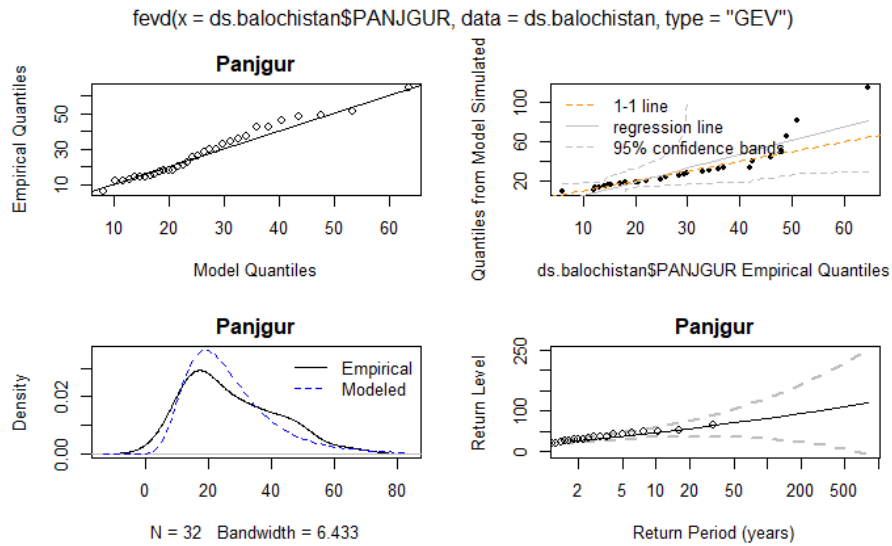 fevd(x = ds.balochistan$PANJGUR, data = ds.balochistan, type = "GEV")
Panjgur
Empirical Quantiles
10 30 50
10 20 30 40 50 60
Model Quantiles
Quantiles from Model Simulated
20 60 100
1-1 line
regression line
95% confidence bands
10 20 30 40 50 60
ds.balochistan$PANJGUR Empirical Quantiles
Panjgur
Density
0.00 0.02
Empirical
Modeled
0 20 40 60 80
N = 32 Bandwidth = 6.433
Panjgur
Return Level
0 100 250
2 5 10 20 50 200 500
Return Period (years)